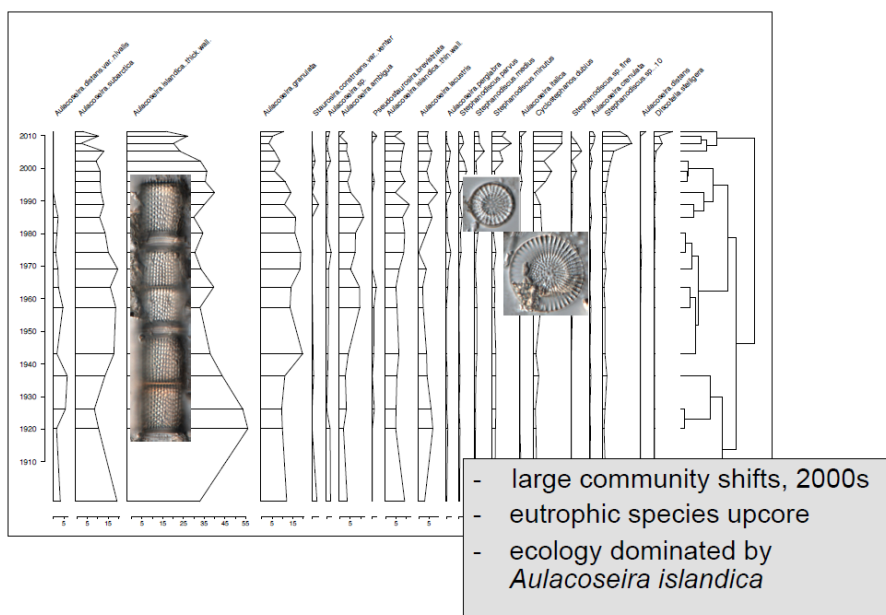 Aulacoseira.distans.var..nivalis
Aulacoseira.subarctica
Aulacoseira.islandica..thick.wall.
Aulacoseira.granulata
Staurosira.construens.var..venter
Aulacoseira.sp.
Aulacoseira.ambigua
Pseudostaurosira.brevistriata
Aulacoseira.islandica..thin.wall.
Aulacoseira.lacustris
Aulacoseira.perglabra
Stephanodiscus.parvus
Stephanodiscus.medius
Stephanodiscus.minutus
Aulacoseira.italica
Cyclostephanos.dubius
Stephanodiscus.sp..fine
Aulacoseira.crenulata
Stephanodiscus.sp..10
Aulacoseira.distans
Discotella.stelligera
2010
2000
1990
1980
1970
1960
1950
1940
1930
1920
1910
5 5 15 5 15 25 35 45 55 5 15 5 5 5 5
- large community shifts, 2000s
- eutrophic species upcore
- ecology dominated by
Aulacoseira islandica